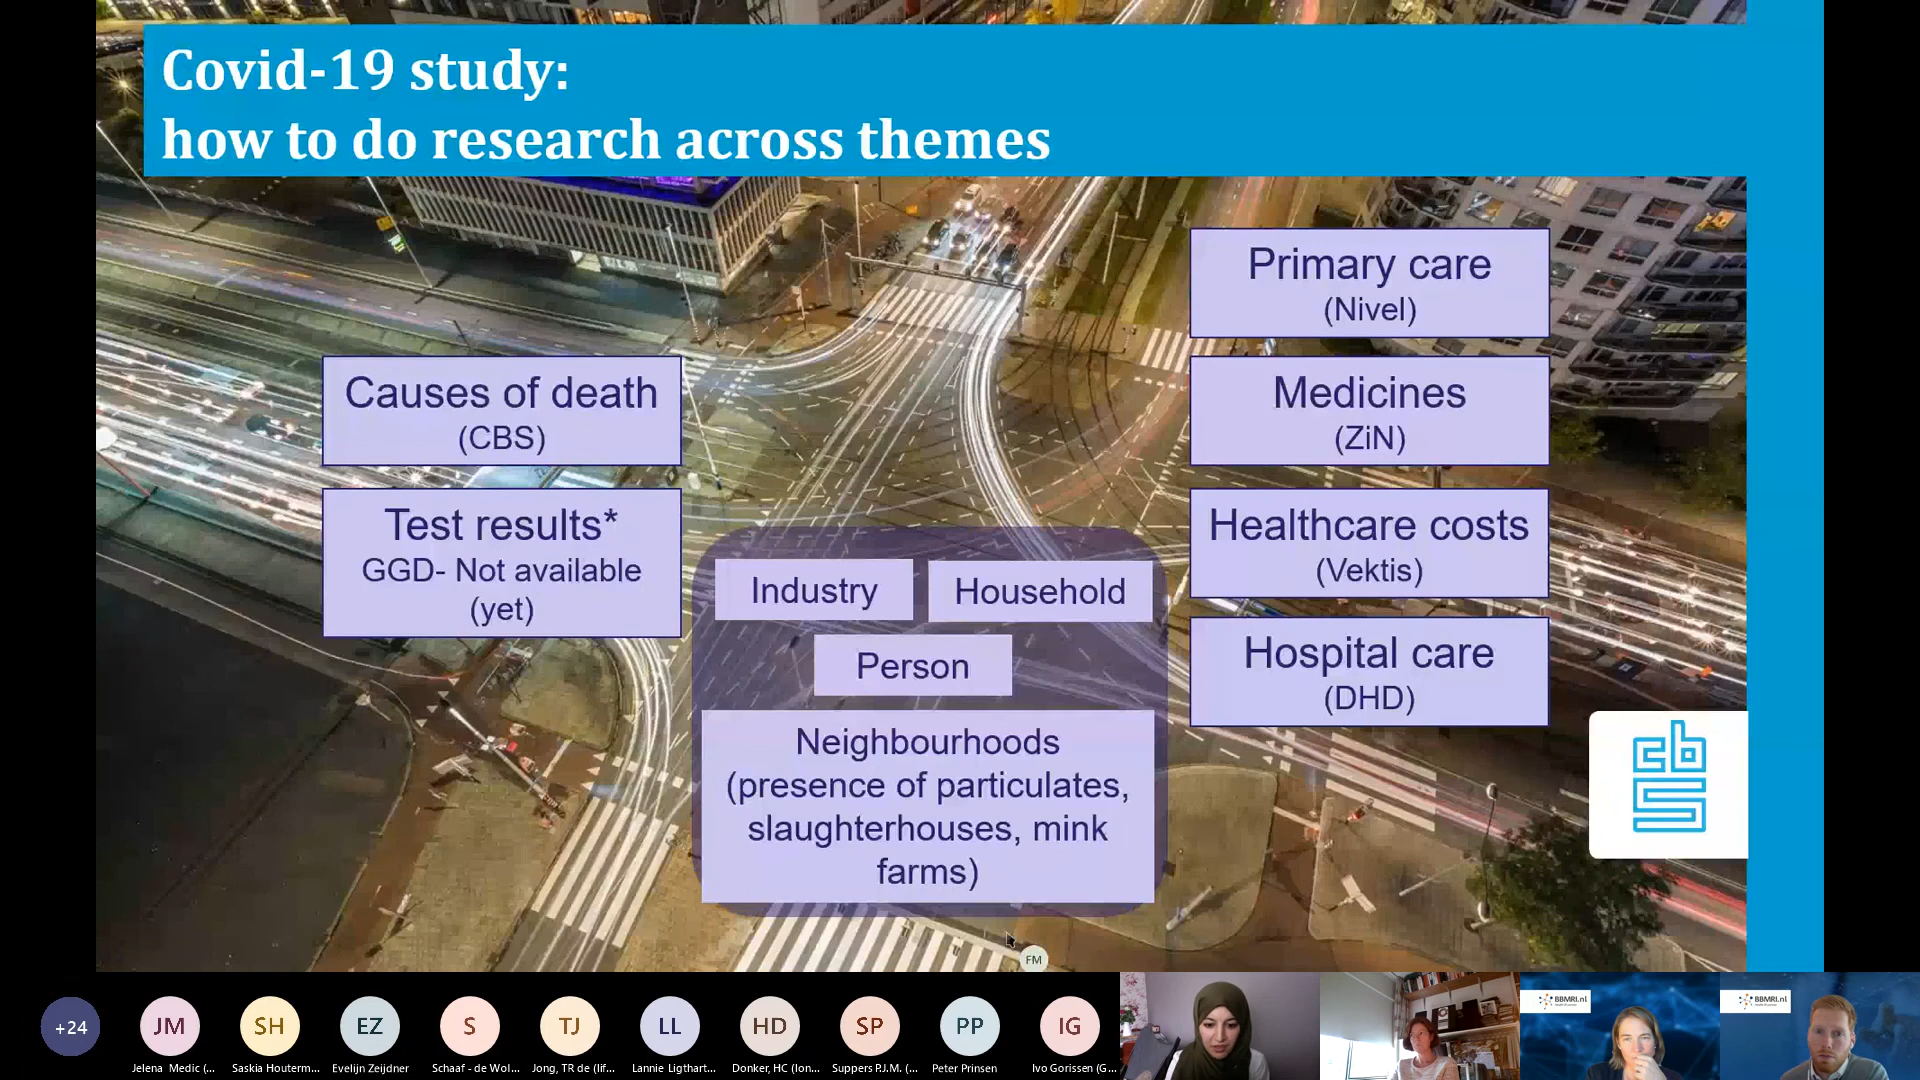 Covid-19 study:
how to do research across themes
Primary care
(Nivel)
Causes of death
(CBS)
Medicines
(ZiN)
Test results*
GGD- Not available
(yet)
Healthcare costs
(Vektis)
Industry
Household
Person
Hospital care
(DHD)
Neighbourhoods
(presence of particulates,
slaughterhouses, mink
farms)
cbs
FM
+24
JM
SH
EZ
S
TJ
LL
HD
SP
PP
IG
Jelena Medic (...
Saskia Houterm...
Evelijn Zeijdner
Schaaf - de Wol...
Jong, TR de (lif...
Lannie Ligthart...
Donker, HC (lon...
Suppers P.J.M. (...
Peter Prinsen
Ivo Gorissen (G...
BBMRI.nl
BBMRI.nl